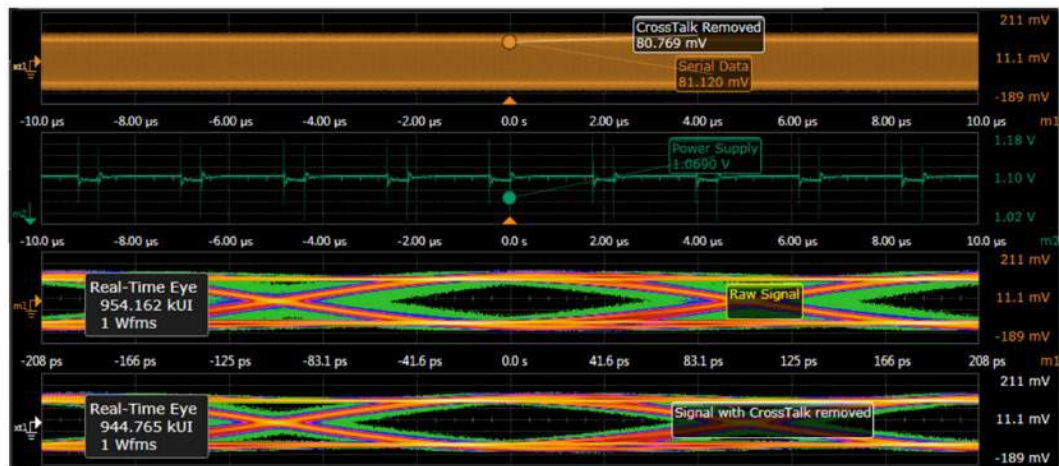 CrossTalk Removed
80.769 mV
Serial Data
81.120 mV
211 mV
11.1 mV
-189 mV
-10.0 µs -8.00 µs -6.00 µs -4.00 µs -2.00 µs 0.0 s 2.00 µs 4.00 µs 6.00 µs 8.00 µs 10.0 µs m1
Power Supply
1.0690 V
1.18 V
1.10 V
m2
1.02 V
-10.0 µs -8.00 µs -6.00 µs -4.00 µs -2.00 µs 0.0 s 2.00 µs 4.00 µs 6.00 µs 8.00 µs 10.0 µs m2
211 mV
Real-Time Eye
954.162 kUI
1 Wfms
Raw Signal
m1
11.1 mV
-189 mV
-208 ps -166 ps -125 ps -83.1 ps -41.6 ps 0.0 s 41.6 ps 83.1 ps 125 ps 166 ps 208 ps m1
211 mV
Real-Time Eye
944.765 kUI
1 Wfms
Signal with CrossTalk removed
11.1 mV
-189 mV